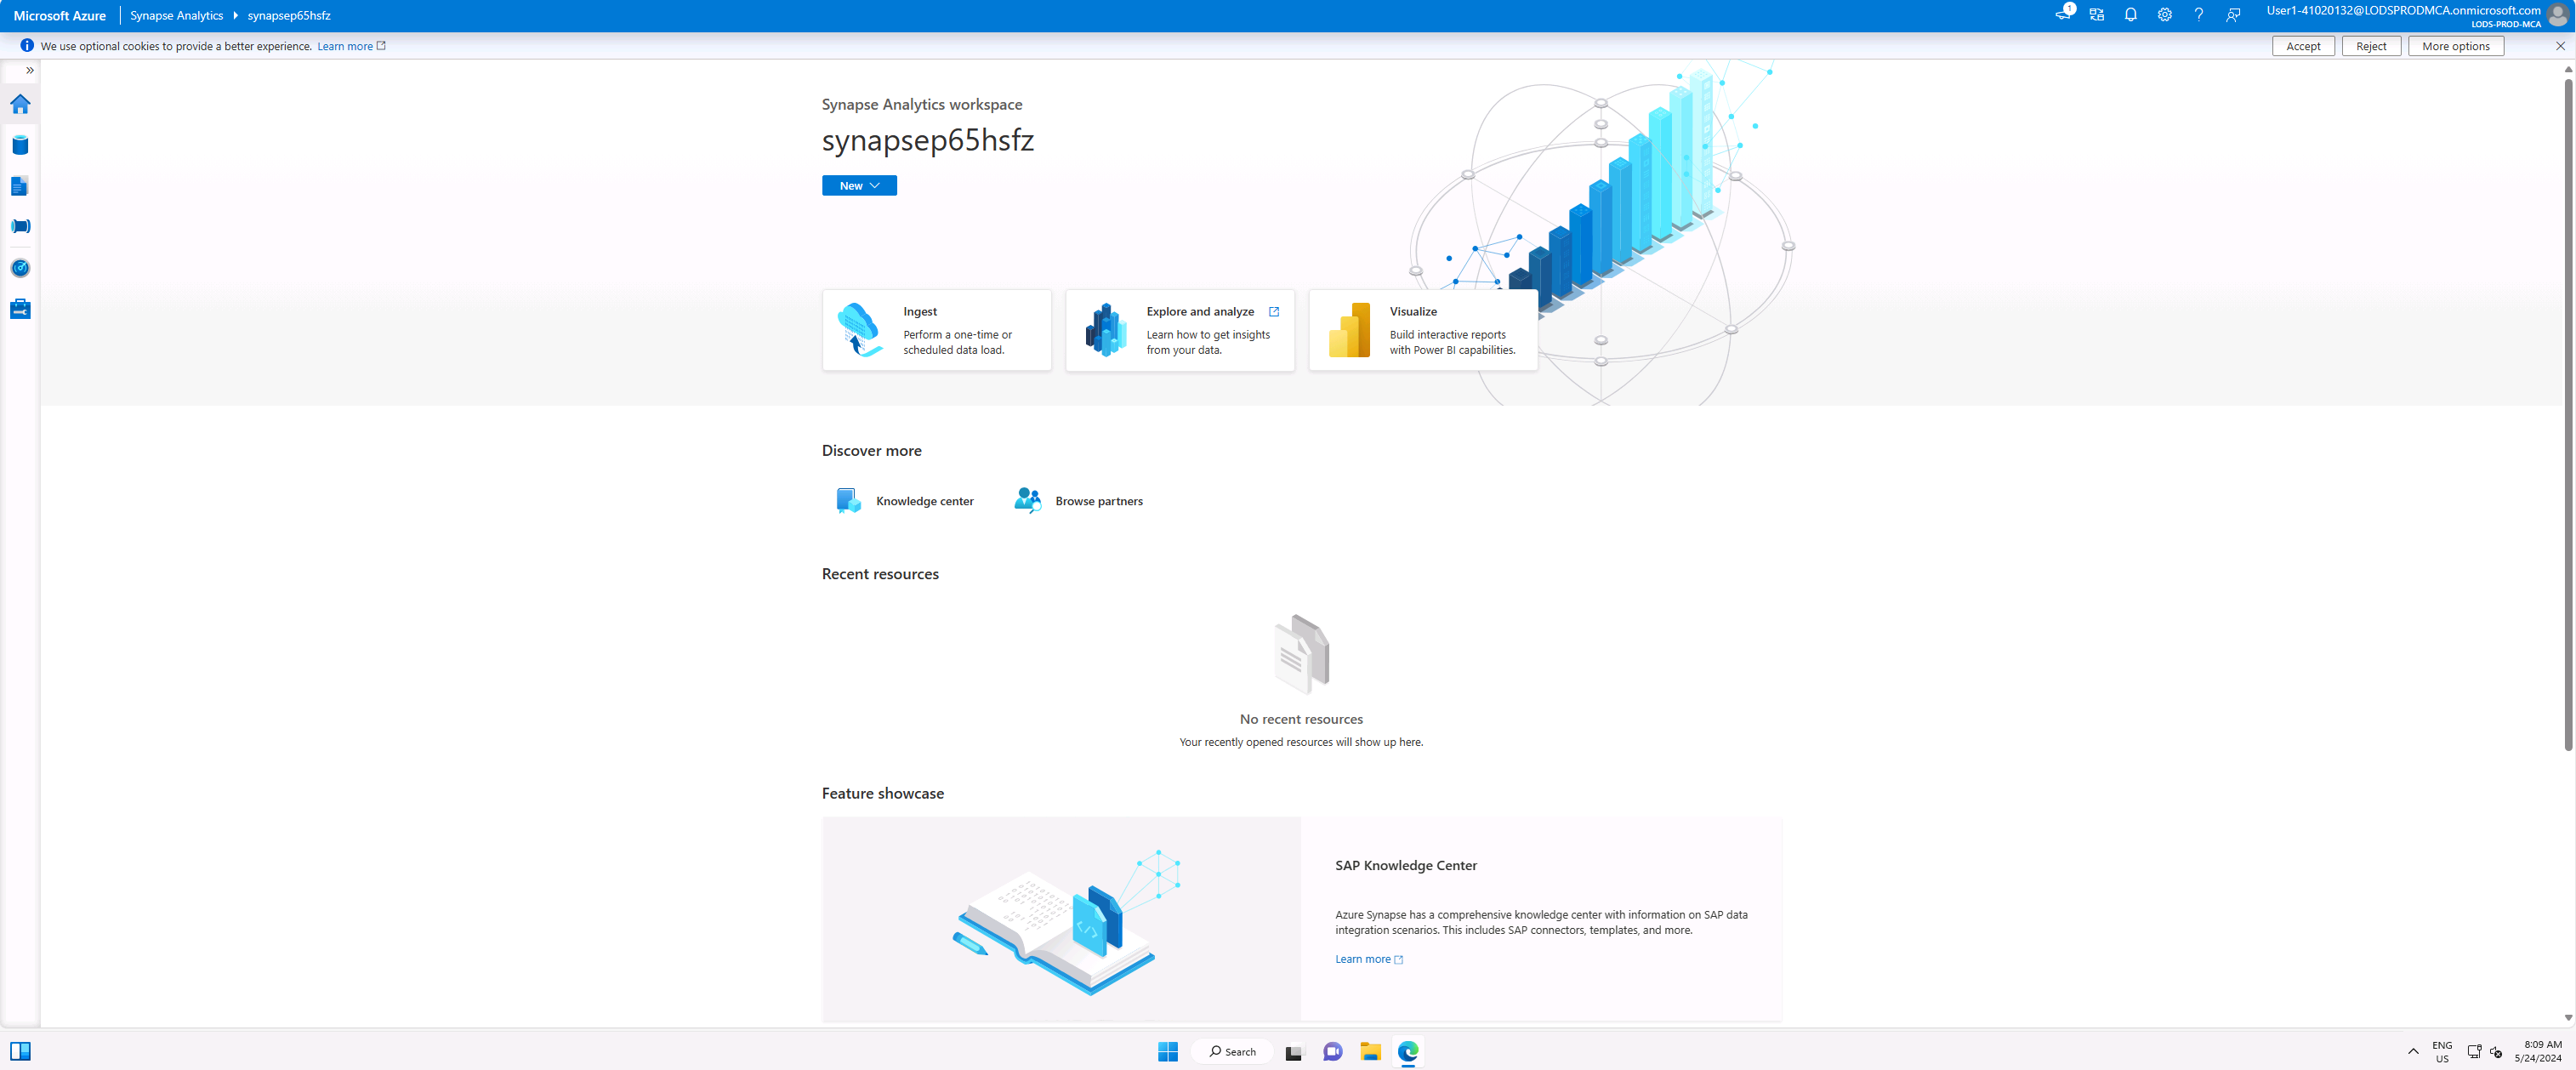 Microsoft Azure
Synapse Analytics
synapsep65hsfz
1
User1-41020132@LODSPRODMCA.onmicrosoft.com
LODS-PROD-MCA
We use optional cookies to provide a better experience. Learn more
Accept
Reject
More options
Synapse Analytics workspace
synapsep65hsfz
New
Ingest
Perform a one-time or
scheduled data load.
Explore and analyze
Learn how to get insights
from your data.
Visualize
Build interactive reports
with Power BI capabilities.
Discover more
Knowledge center
Browse partners
Recent resources
No recent resources
Your recently opened resources will show up here.
Feature showcase
SAP Knowledge Center
Azure Synapse has a comprehensive knowledge center with information on SAP data
integration scenarios. This includes SAP connectors, templates, and more.
Learn more
Search
ENG
US
8:09 AM
5/24/2024